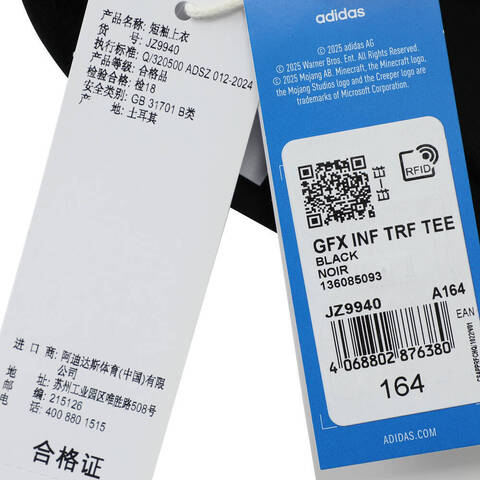 产品名称: 短袖上衣
货 号: JZ9940
执行标准: Q/320500 ADSZ 012-2024
产品等级: 合格品
检验合格: 检18
安全类别: GB 31701 B类
产 地: 土耳其
进 口 商: 阿迪达斯体育(中国)有限
公司
地 址: 苏州工业园区唯胜路508号
邮 编: 215126
电 话: 400 880 1515
合格证
adidas
© 2025 adidas AG
© 2025 Warner Bros. Ent. All Rights
Reserved.
© 2025 Mojang AB. Minecraft, the Minecraft logo,
the Mojang Studios logo and the Creeper logo are
trademarks of Microsoft Corporation.
RFID
GFX INF TRF TEE
BLACK
NOIR
136085093
JZ9940 A164
EAN
4 068802 876380
164
ADIDAS.COM